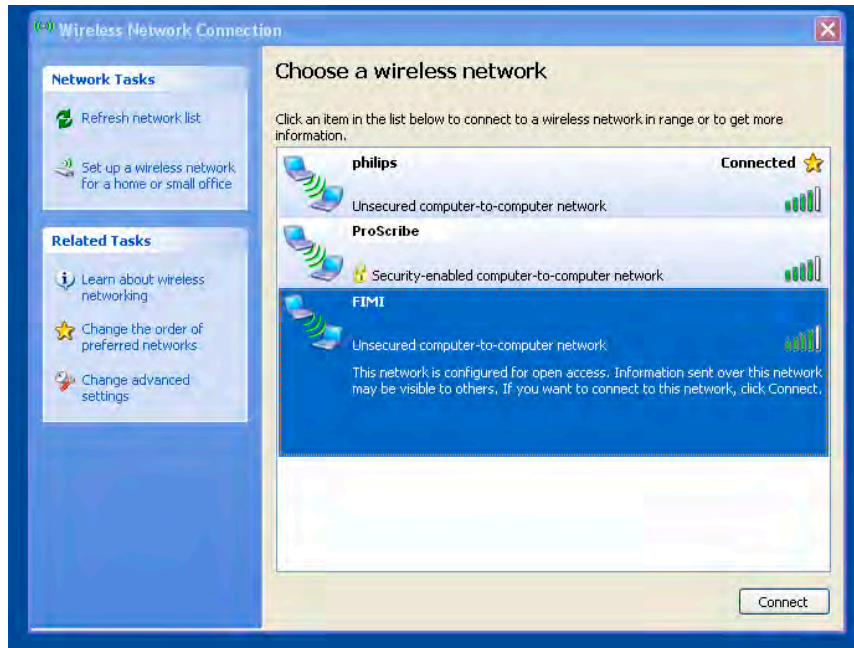 Wireless Network Connection
Network Tasks
Refresh network list
Set up a wireless network
for a home or small office
Related Tasks
Learn about wireless
networking
Change the order of
preferred networks
Change advanced
settings
Choose a wireless network
Click an item in the list below to connect to a wireless network in range or to get more
information.
philips
Connected
Unsecured computer-to-computer network
ProScribe
Security-enabled computer-to-computer network
FIMI
Unsecured computer-to-computer network
This network is configured for open access. Information sent over this network
may be visible to others. If you want to connect to this network, click Connect.
Connect